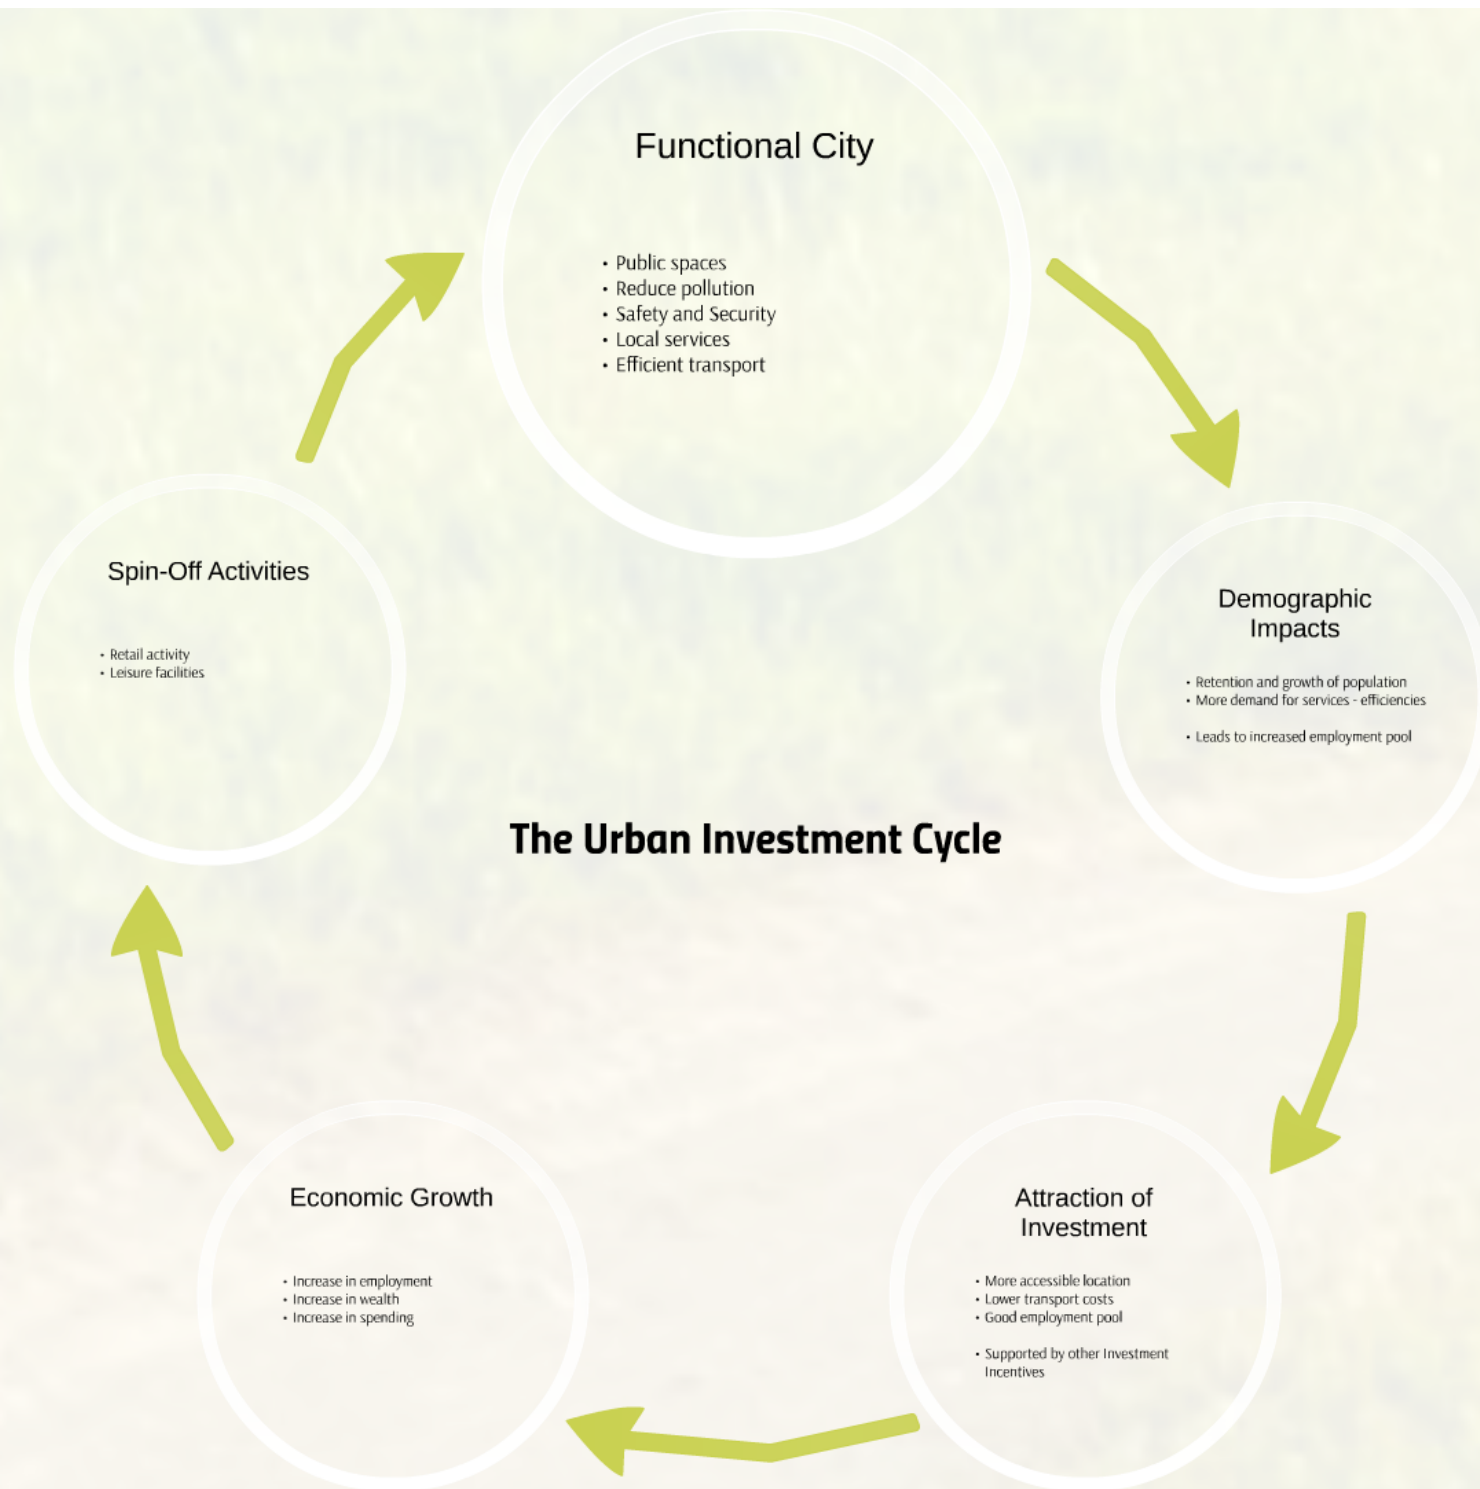 Functional City
• Public spaces
• Reduce pollution
• Safety and Security
• Local services
• Efficient transport
Spin-Off Activities
• Retail activity
• Leisure facilities
Demographic
Impacts
• Retention and growth of population
• More demand for services - efficiencies
• Leads to increased employment pool
The Urban Investment Cycle
Economic Growth
• Increase in employment
• Increase in wealth
• Increase in spending
Attraction of
Investment
• More accessible location
• Lower transport costs
• Good employment pool
• Supported by other Investment
Incentives